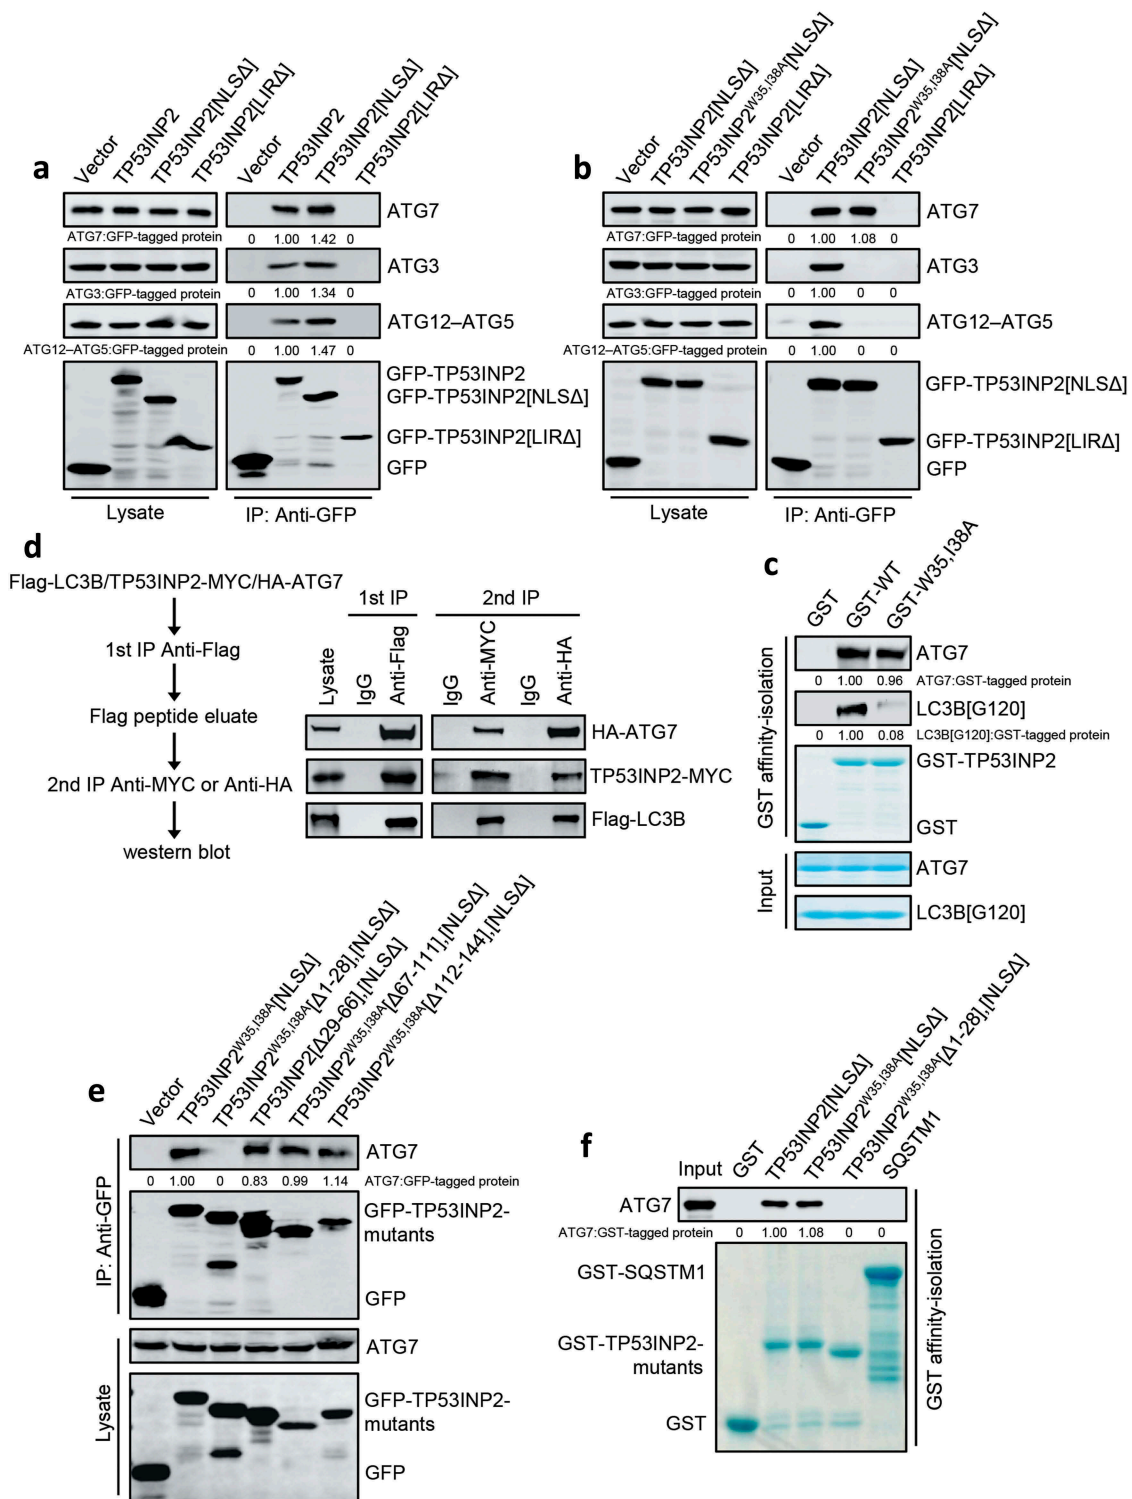 a
Vector
TP53INP2
TP53INP2[NLSΔ]
TP53INP2[LIRΔ]
Vector
TP53INP2
TP53INP2[NLSΔ]
TP53INP2[LIRΔ]
ATG7
ATG7:GFP-tagged protein 0 1.00 1.42 0
ATG3
ATG3:GFP-tagged protein 0 1.00 1.34 0
ATG12–ATG5
ATG12–ATG5:GFP-tagged protein 0 1.00 1.47 0
GFP-TP53INP2
GFP-TP53INP2[NLSΔ]
GFP-TP53INP2[LIRΔ]
GFP
Lysate
IP: Anti-GFP
b
Vector
TP53INP2[NLSΔ]
TP53INP2W35,I38A[NLSΔ]
TP53INP2[LIRΔ]
Vector
TP53INP2[NLSΔ]
TP53INP2W35,I38A[NLSΔ]
TP53INP2[LIRΔ]
ATG7
ATG7:GFP-tagged protein 0 1.00 1.08 0
ATG3
ATG3:GFP-tagged protein 0 1.00 0 0
ATG12–ATG5
ATG12–ATG5:GFP-tagged protein 0 1.00 0 0
GFP-TP53INP2[NLSΔ]
GFP-TP53INP2[LIRΔ]
GFP
Lysate
IP: Anti-GFP
d
Flag-LC3B/TP53INP2-MYC/HA-ATG7
1st IP Anti-Flag
Flag peptide eluate
2nd IP Anti-MYC or Anti-HA
western blot
1st IP
2nd IP
Lysate
IgG
Anti-Flag
IgG
Anti-MYC
IgG
Anti-HA
HA-ATG7
TP53INP2-MYC
Flag-LC3B
c
GST
GST-WT
GST-W35,I38A
GST affinity-isolation
ATG7
0 1.00 0.96 ATG7:GST-tagged protein
LC3B[G120]
0 1.00 0.08 LC3B[G120]:GST-tagged protein
GST-TP53INP2
GST
Input
ATG7
LC3B[G120]
e
Vector
TP53INP2W35,I38A[NLSΔ]
TP53INP2W35,I38A[Δ1-28],[NLSΔ]
TP53INP2[Δ29-66],[NLSΔ]
TP53INP2W35,I38A[Δ67-111],[NLSΔ]
TP53INP2W35,I38A[Δ112-144],[NLSΔ]
IP: Anti-GFP
ATG7
0 1.00 0 0.83 0.99 1.14 ATG7:GFP-tagged protein
GFP-TP53INP2-
mutants
GFP
Lysate
ATG7
GFP-TP53INP2-
mutants
GFP
f
Input
GST
TP53INP2[NLSΔ]
TP53INP2W35,I38A[NLSΔ]
TP53INP2W35,I38A[Δ1-28],[NLSΔ]
SQSTM1
ATG7
ATG7:GST-tagged protein 0 1.00 1.08 0 0
GST-SQSTM1
GST-TP53INP2-
mutants
GST
GST affinity-isolation